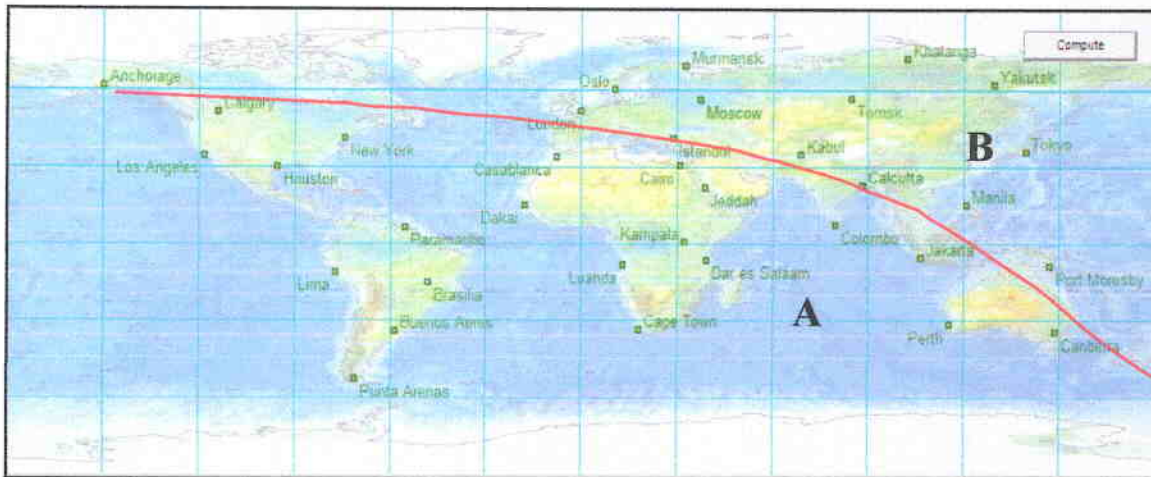 Khatanga
Compute
Murmansk
Anchorage
Oslo
Yakutsk
Calgary
London
Moscow
Tomsk
New York
B
Tokyo
Los Angeles
Houston
Casablanca
Istanbul
Cairo
Kabul
Calcutta
Jeddah
Dakar
Manila
Paramaribo
Kampala
Colombo
Jakarta
Lima
Brasilia
Luanda
Dar es Salaam
Port Moresby
A
Buenos Aeres
Cape Town
Perth
Canberra
Punta Arenas